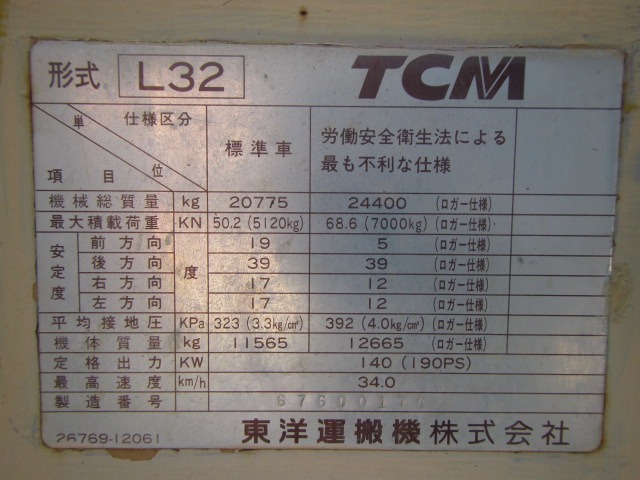 形式 L32 TCM
単位 仕様区分 項目 標準車 労働安全衛生法による
最も不利な仕様
機械総質量 kg 20775 24400 (ロガー仕様)
最大積載荷重 KN 50.2 (5120kg) 68.6 (7000kg) (ロガー仕様)
安定度 前方向 度 19 5 (ロガー仕様)
後方向 39 39 (ロガー仕様)
右方向 17 12 (ロガー仕様)
左方向 17 12 (ロガー仕様)
平均接地圧 KPa 323 (3.3kg/cm²) 392 (4.0kg/cm²) (ロガー仕様)
機体質量 kg 11565 12665 (ロガー仕様)
定格出力 KW 140 (190PS)
最高速度 km/h 34.0
製造番号
26769-12061 東洋運搬機株式会社